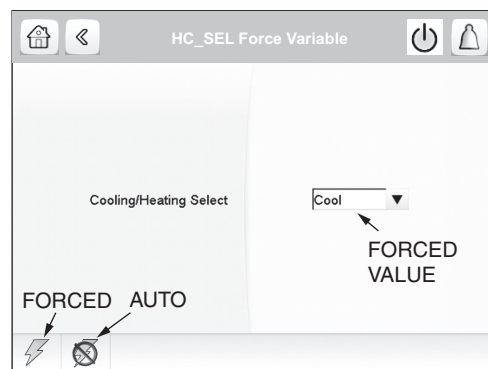 HC_SEL Force Variable
Cooling/Heating Select
Cool
FORCED
VALUE
FORCED
AUTO